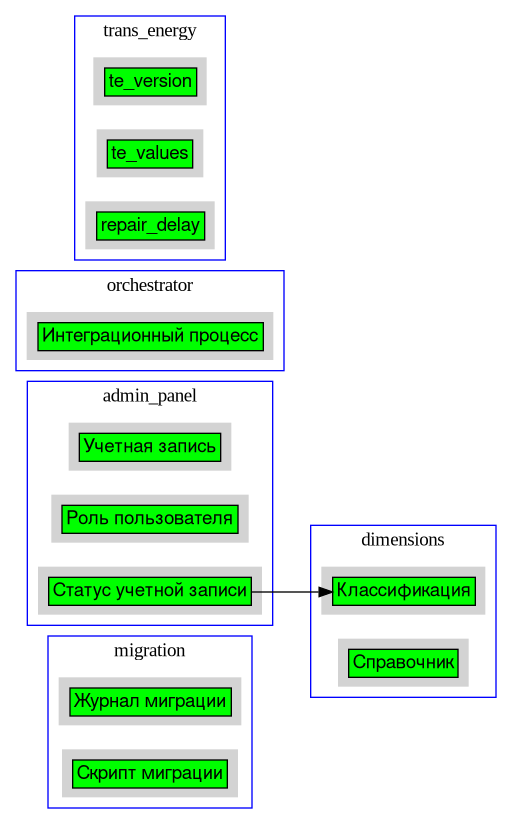 trans_energy
te_version
te_values
repair_delay
orchestrator
Интеграционный процесс
admin_panel
Учетная запись
Роль пользователя
Статус учетной записи
dimensions
Классификация
Справочник
migration
Журнал миграции
Скрипт миграции